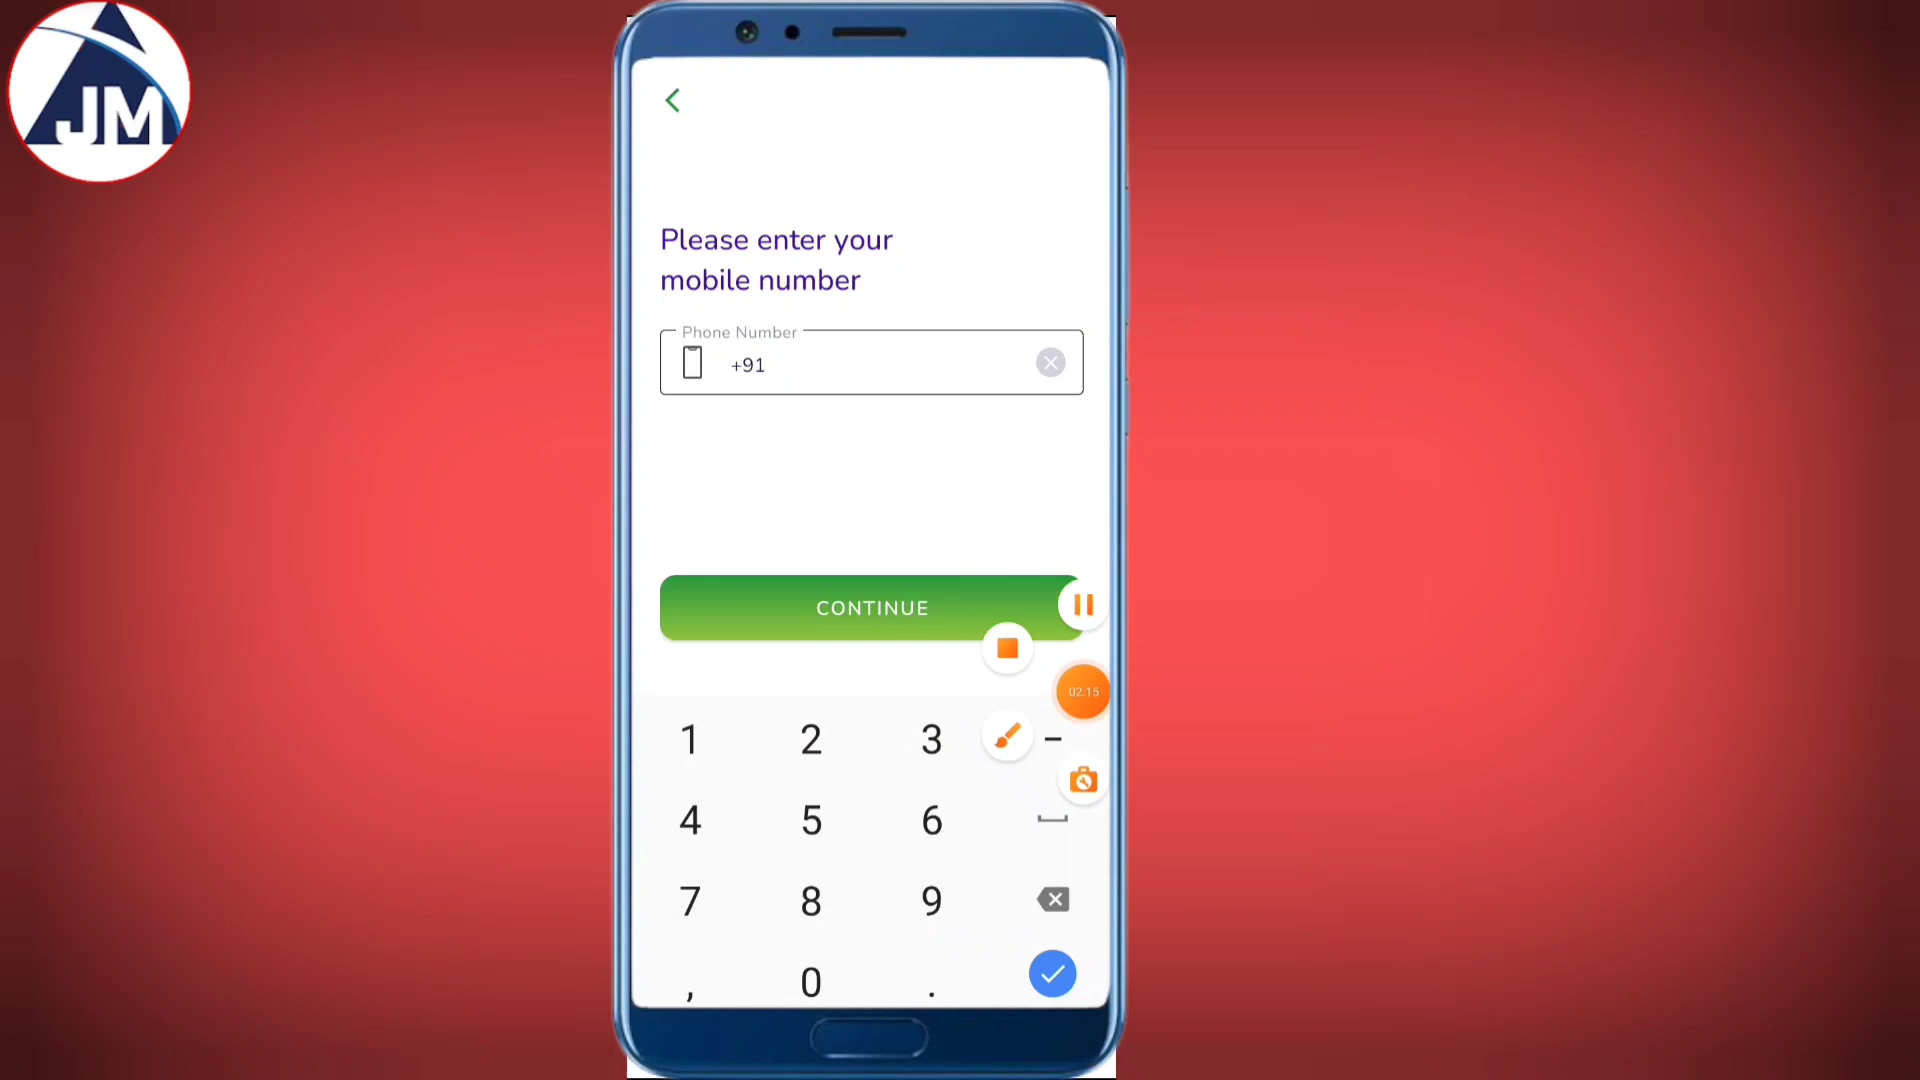 JM
Please enter your
mobile number
Phone Number
+91
CONTINUE
02:15
1 2 3 –
4 5 6
7 8 9
, 0 .